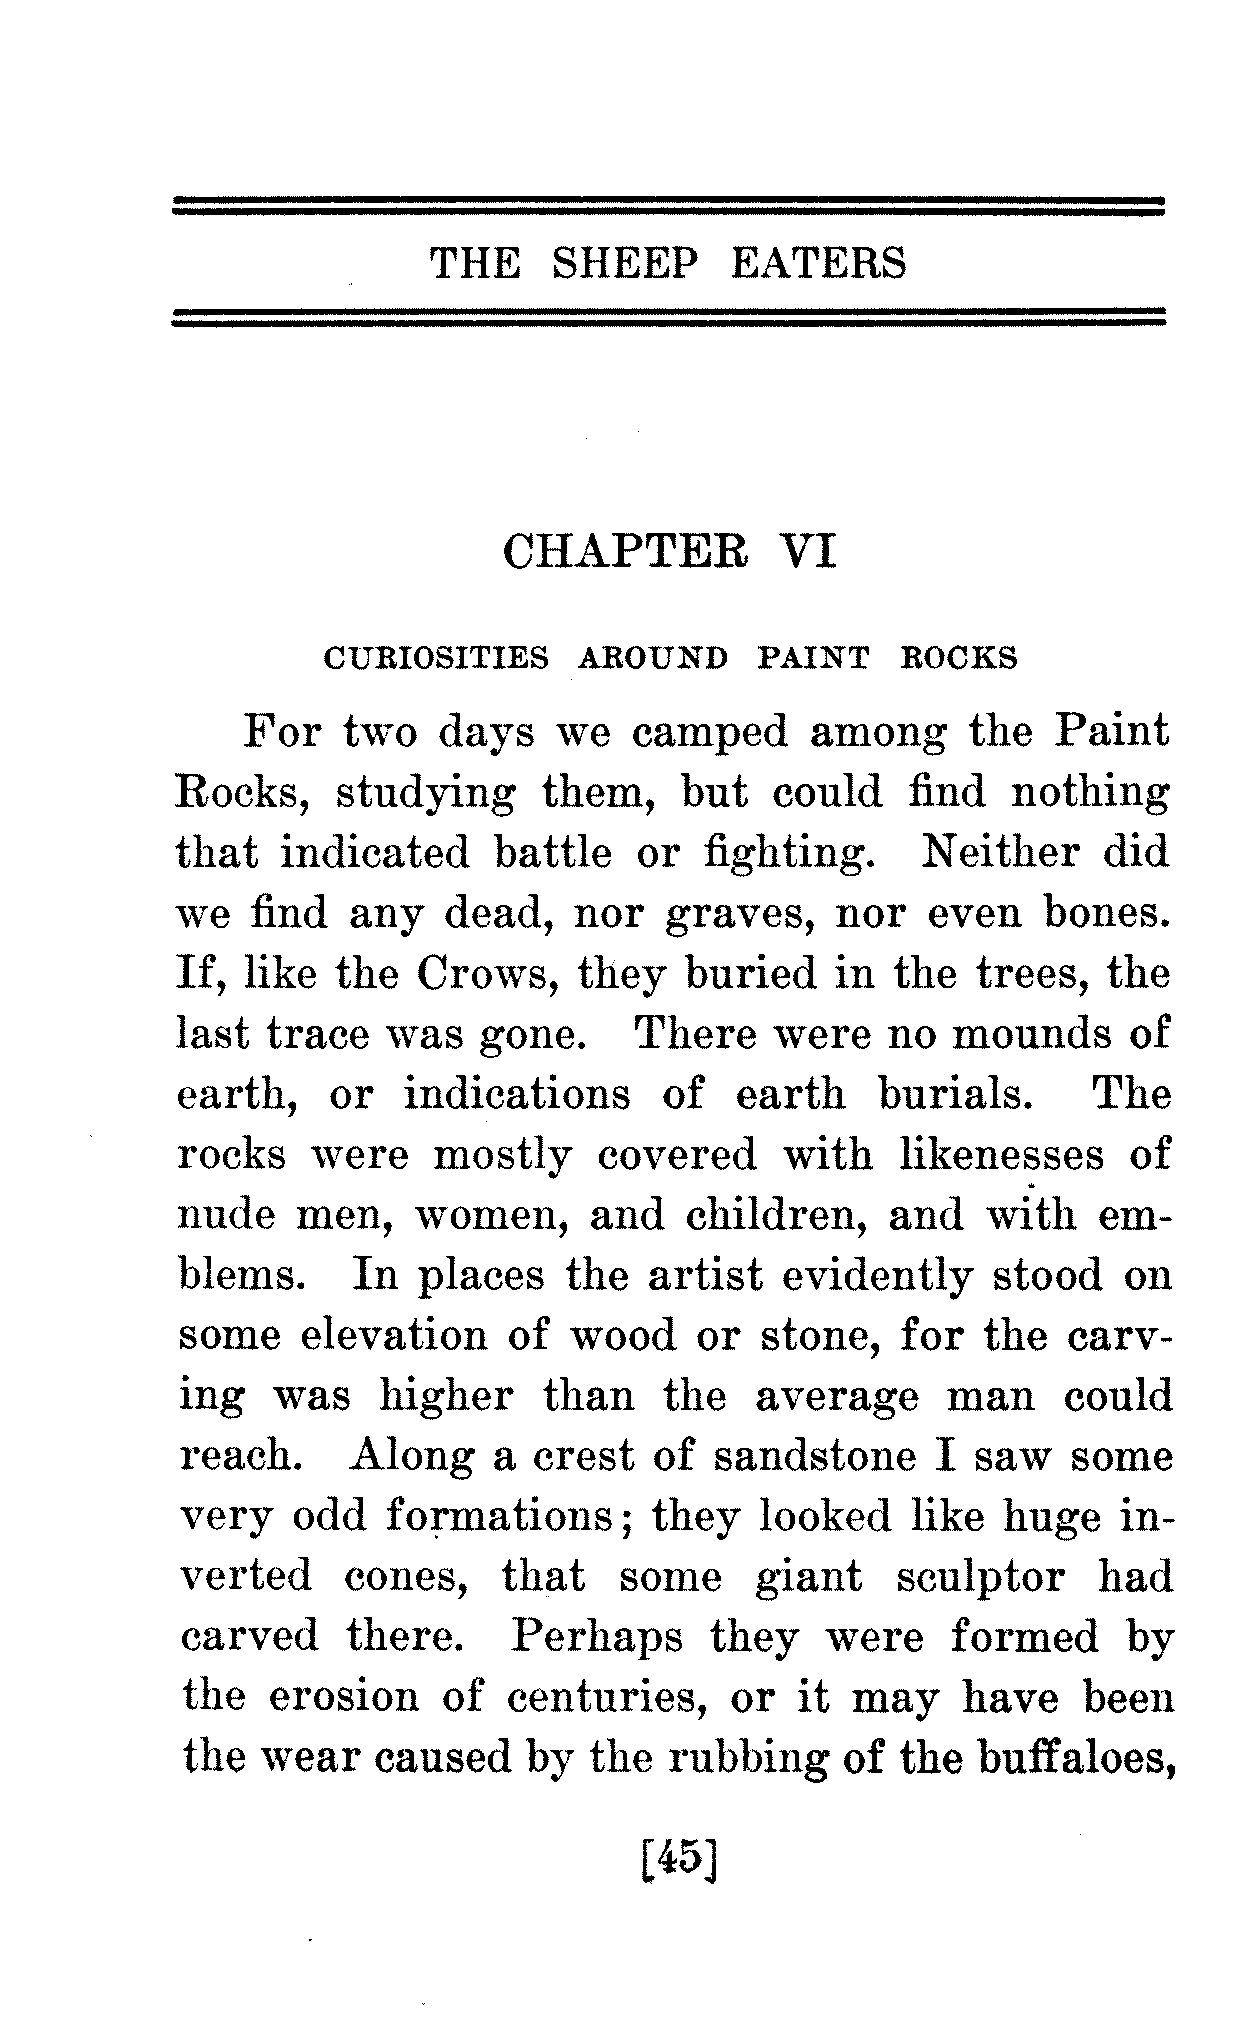 THE SHEEP EATERS
CHAPTER VI
CURIOSITIES AROUND PAINT ROCKS
For two days we camped among the Paint
Rocks, studying them, but could find nothing
that indicated battle or fighting. Neither did
we find any dead, nor graves, nor even bones.
If, like the Crows, they buried in the trees, the
last trace was gone. There were no mounds of
earth, or indications of earth burials. The
rocks were mostly covered with likenesses of
nude men, women, and children, and with em-
blems. In places the artist evidently stood on
some elevation of wood or stone, for the carv-
ing was higher than the average man could
reach. Along a crest of sandstone I saw some
very odd formations; they looked like huge in-
verted cones, that some giant sculptor had
carved there. Perhaps they were formed by
the erosion of centuries, or it may have been
the wear caused by the rubbing of the buffaloes,
[45]